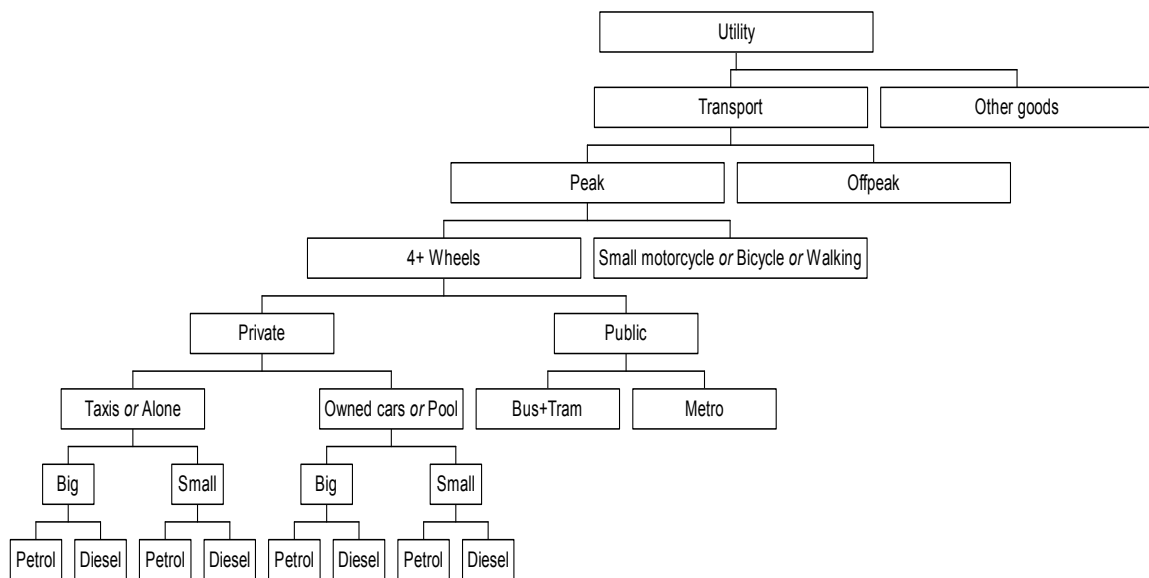 Utility
Transport
Other goods
Peak
Offpeak
4+ Wheels
Small motorcycle or Bicycle or Walking
Private
Public
Taxis or Alone
Owned cars or Pool
Bus+Tram
Metro
Big
Small
Big
Small
Petrol
Diesel
Petrol
Diesel
Petrol
Diesel
Petrol
Diesel